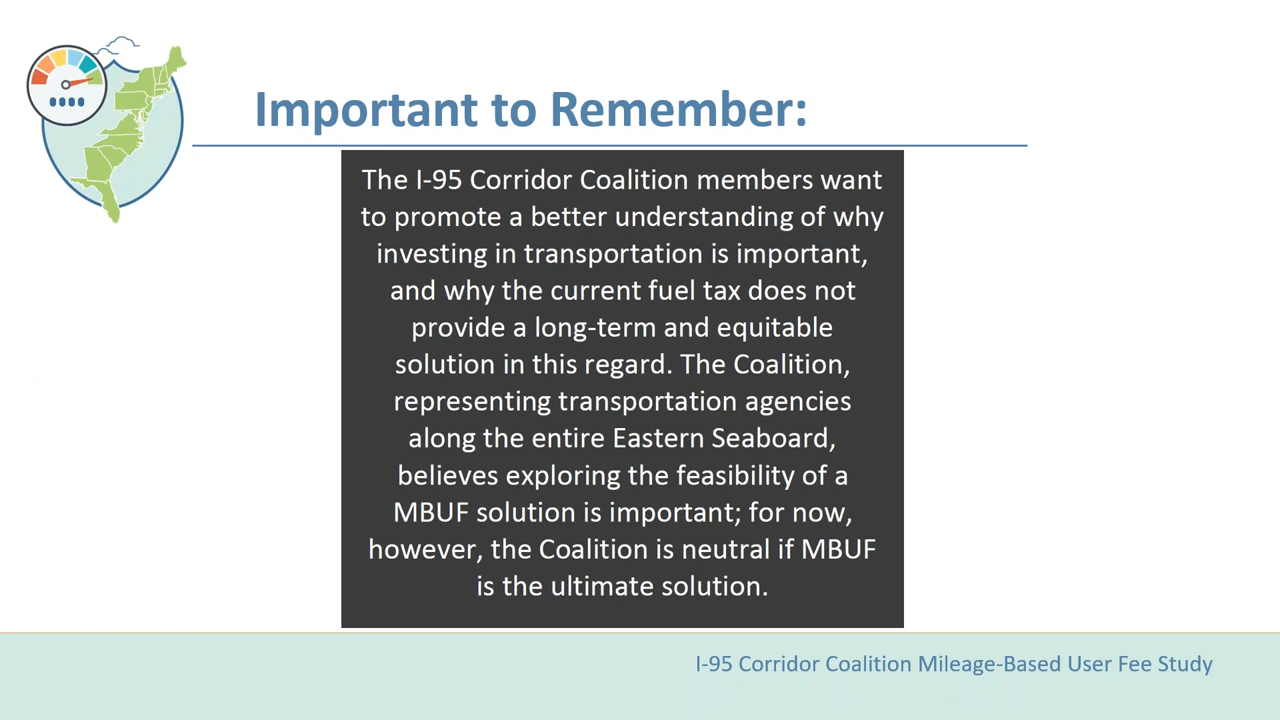 Important to Remember:
The I-95 Corridor Coalition members want
to promote a better understanding of why
investing in transportation is important,
and why the current fuel tax does not
provide a long-term and equitable
solution in this regard. The Coalition,
representing transportation agencies
along the entire Eastern Seaboard,
believes exploring the feasibility of a
MBUF solution is important; for now,
however, the Coalition is neutral if MBUF
is the ultimate solution.
I-95 Corridor Coalition Mileage-Based User Fee Study